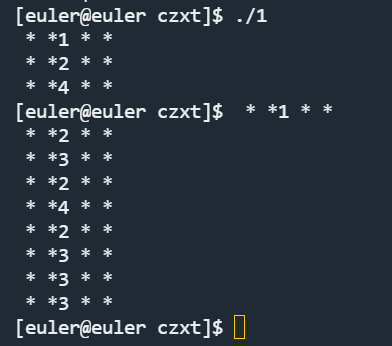 [euler@euler czxt]$ ./1
* *1 * *
* *2 * *
* *4 * *
[euler@euler czxt]$  * *1 * *
* *2 * *
* *3 * *
* *2 * *
* *4 * *
* *2 * *
* *3 * *
* *3 * *
* *3 * *
[euler@euler czxt]$